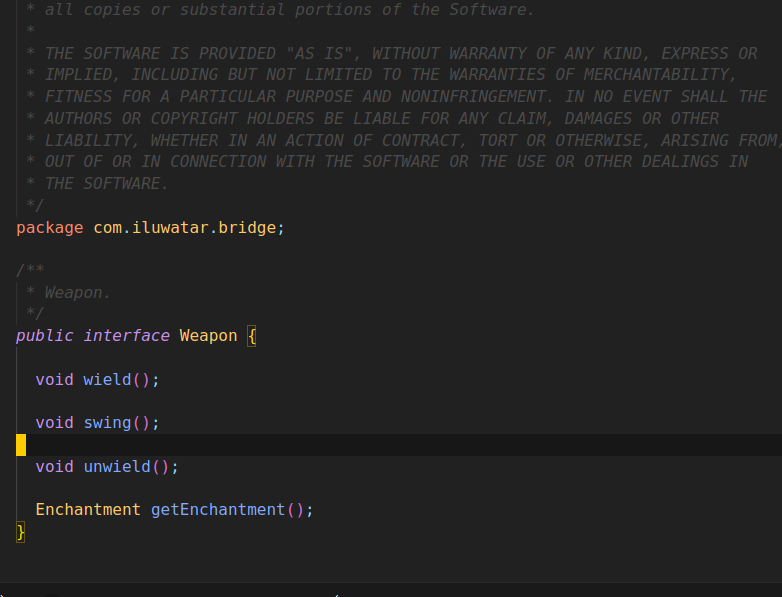 * all copies or substantial portions of the Software.
*
* THE SOFTWARE IS PROVIDED "AS IS", WITHOUT WARRANTY OF ANY KIND, EXPRESS OR
* IMPLIED, INCLUDING BUT NOT LIMITED TO THE WARRANTIES OF MERCHANTABILITY,
* FITNESS FOR A PARTICULAR PURPOSE AND NONINFRINGEMENT. IN NO EVENT SHALL THE
* AUTHORS OR COPYRIGHT HOLDERS BE LIABLE FOR ANY CLAIM, DAMAGES OR OTHER
* LIABILITY, WHETHER IN AN ACTION OF CONTRACT, TORT OR OTHERWISE, ARISING FROM,
* OUT OF OR IN CONNECTION WITH THE SOFTWARE OR THE USE OR OTHER DEALINGS IN
* THE SOFTWARE.
*/
package com.iluwatar.bridge;
/**
* Weapon.
*/
public interface Weapon {
void wield();
void swing();
void unwield();
Enchantment getEnchantment();
}